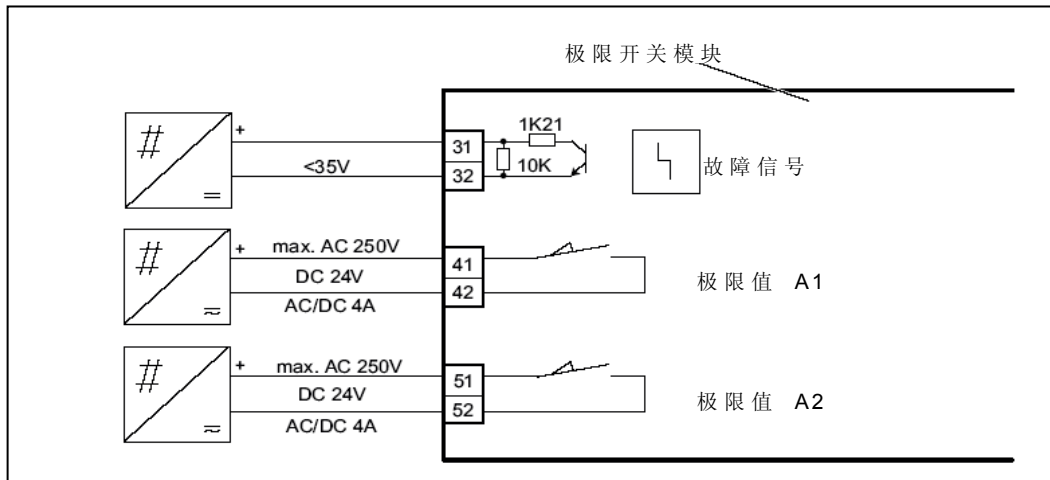 极限开关模块
1K21
+
31
10K
故障信号
<35V
32
=
+
max. AC 250V
41
DC 24V
42
极限值 A1
AC/DC 4A
≈
+
max. AC 250V
51
DC 24V
52
极限值 A2
AC/DC 4A
≈